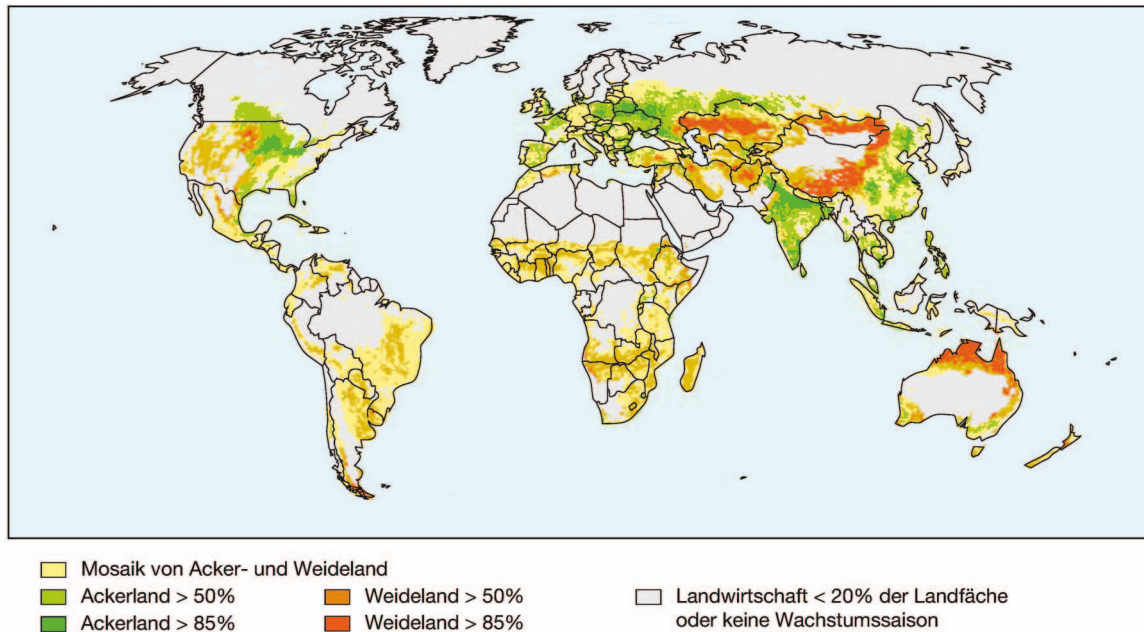 Mosaik von Acker- und Weideland
Ackerland > 50%
Weideland > 50%
Landwirtschaft < 20% der Landfäche
Ackerland > 85%
Weideland > 85%
oder keine Wachstumssaison